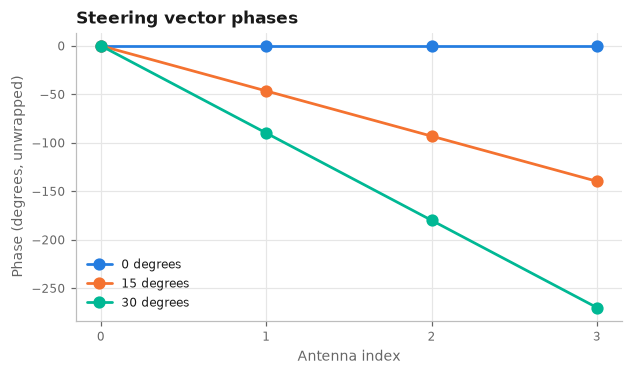 Steering vector phases
Phase (degrees, unwrapped)
0
−50
−100
−150
−200
−250
0 degrees
15 degrees
30 degrees
0
1
2
3
Antenna index